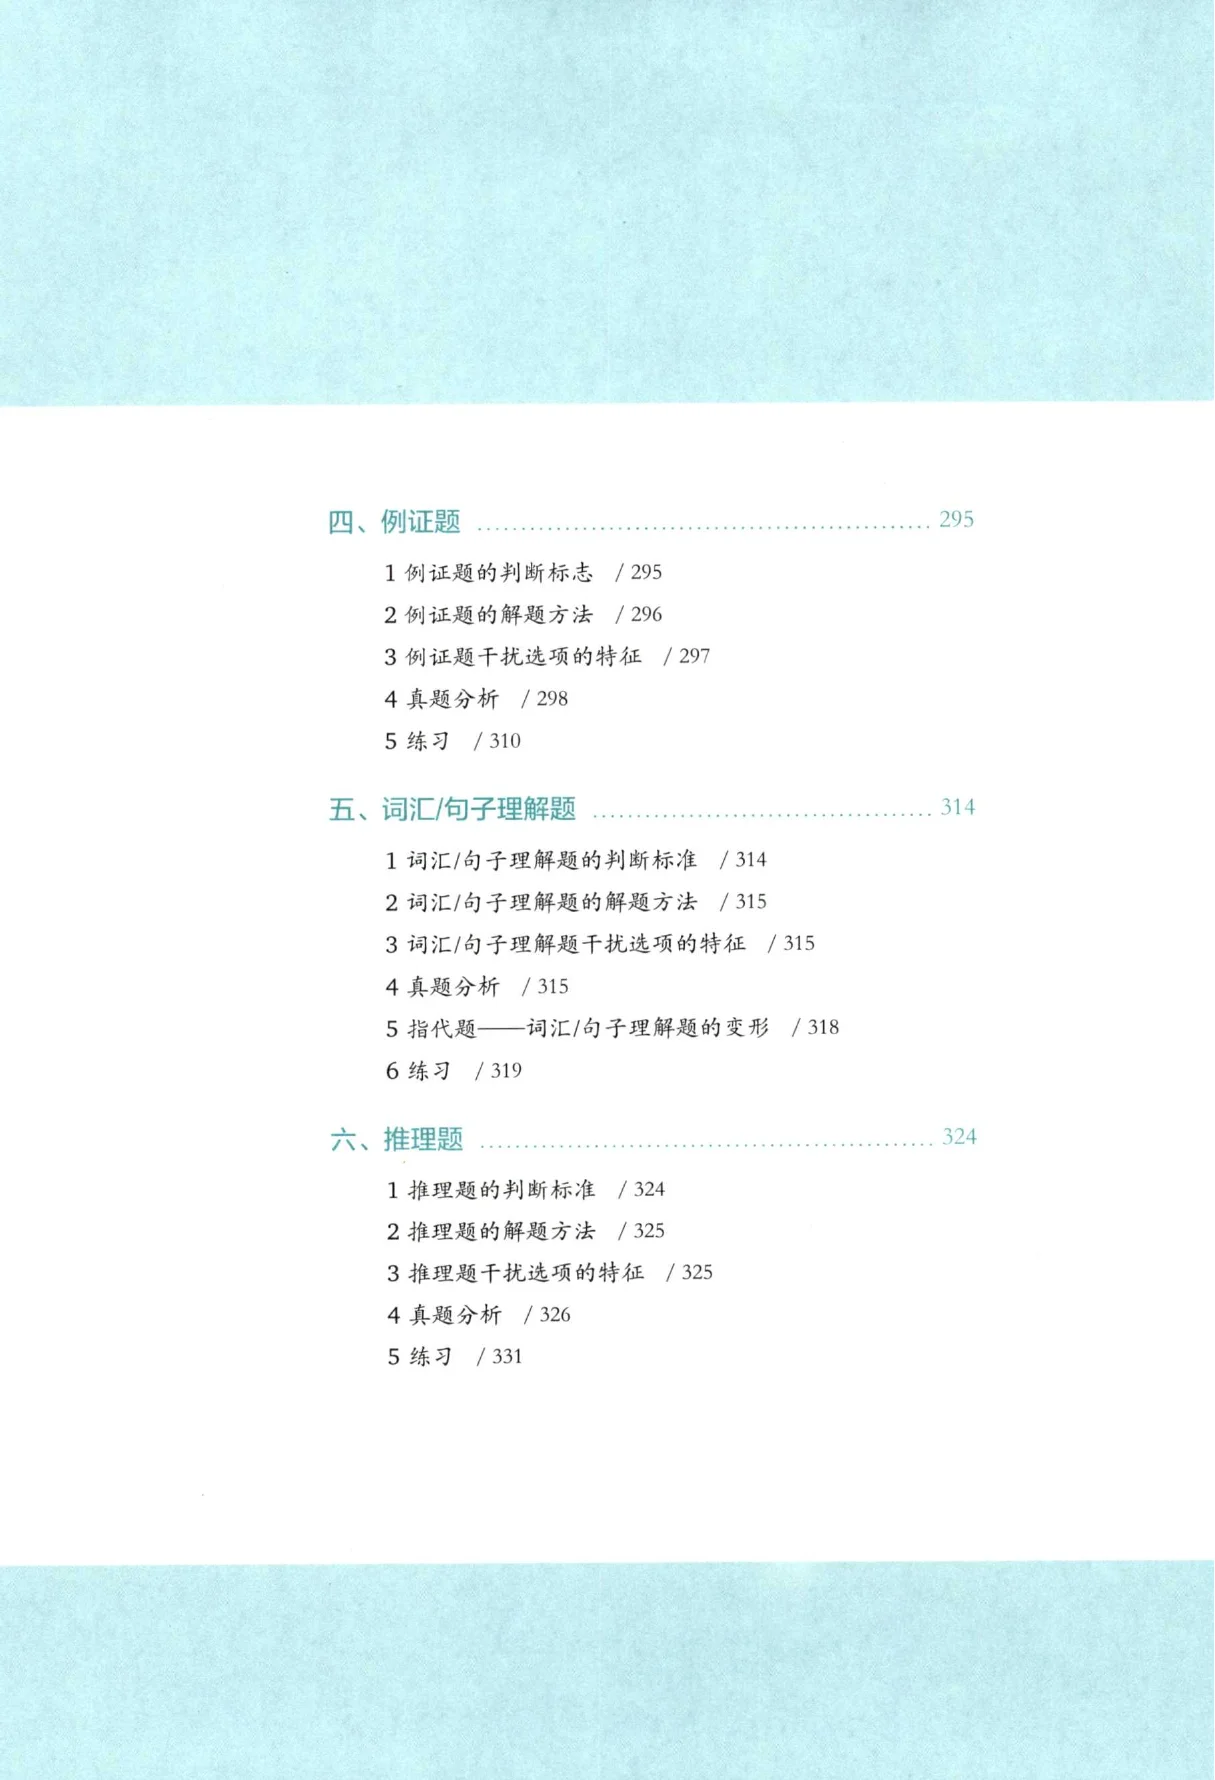 四、例证题 ................................................ 295
1 例证题的判断标志 / 295
2 例证题的解题方法 / 296
3 例证题干扰选项的特征 / 297
4 真题分析 / 298
5 练习 / 310
五、词汇/句子理解题 .................................... 314
1 词汇/句子理解题的判断标准 / 314
2 词汇/句子理解题的解题方法 / 315
3 词汇/句子理解题干扰选项的特征 / 315
4 真题分析 / 315
5 指代题——词汇/句子理解题的变形 / 318
6 练习 / 319
六、推理题 ................................................ 324
1 推理题的判断标准 / 324
2 推理题的解题方法 / 325
3 推理题干扰选项的特征 / 325
4 真题分析 / 326
5 练习 / 331